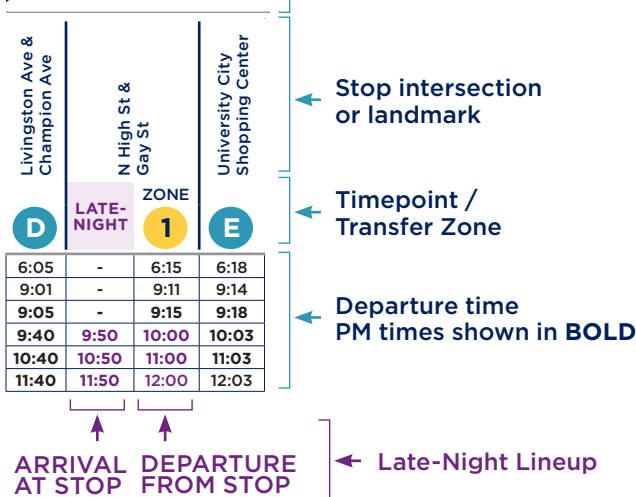 Livingston Ave &
Champion Ave
N High St &
Gay St
University City
Shopping Center
Stop intersection
or landmark
D
LATE-
NIGHT
ZONE
1
E
Timepoint /
Transfer Zone
6:05 - 6:15 6:18
9:01 - 9:11 9:14
9:05 - 9:15 9:18
9:40 9:50 10:00 10:03
10:40 10:50 11:00 11:03
11:40 11:50 12:00 12:03
Departure time
PM times shown in BOLD
ARRIVAL
AT STOP
DEPARTURE
FROM STOP
Late-Night Lineup